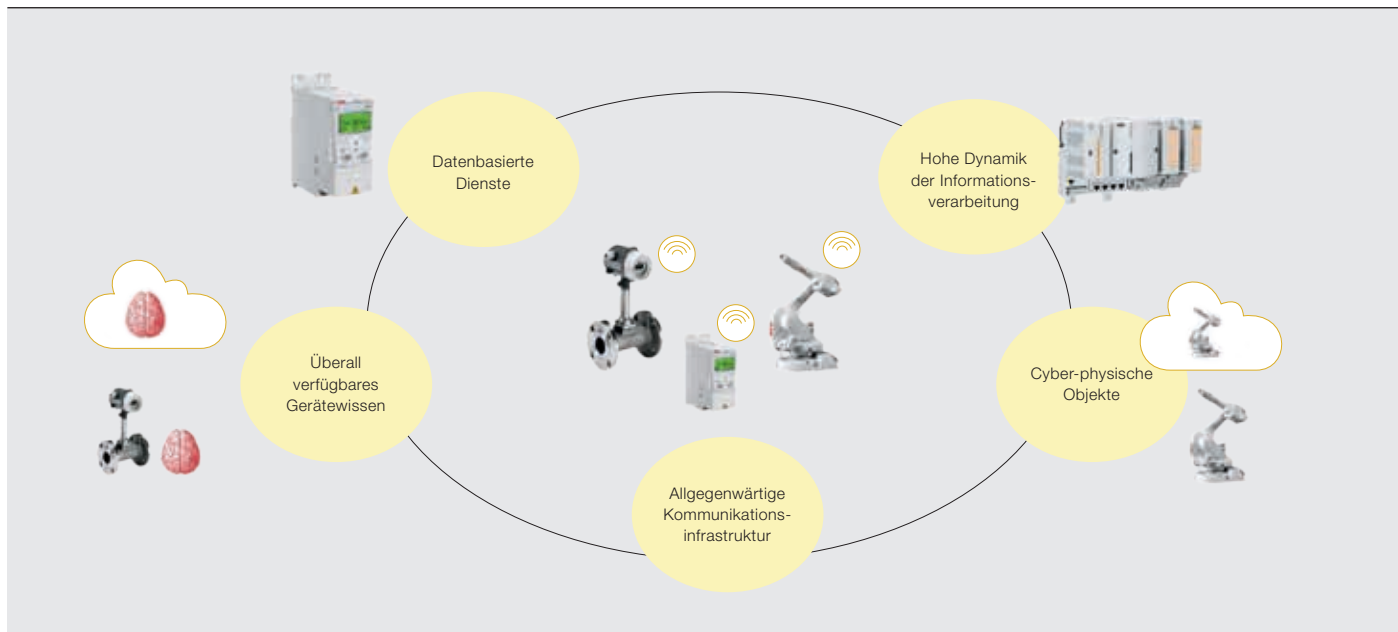 Datenbasierte
Dienste
Hohe Dynamik
der Informations-
verarbeitung
Überall
verfügbares
Gerätewissen
Cyber-physische
Objekte
Allgegenwärtige
Kommunikations-
infrastruktur